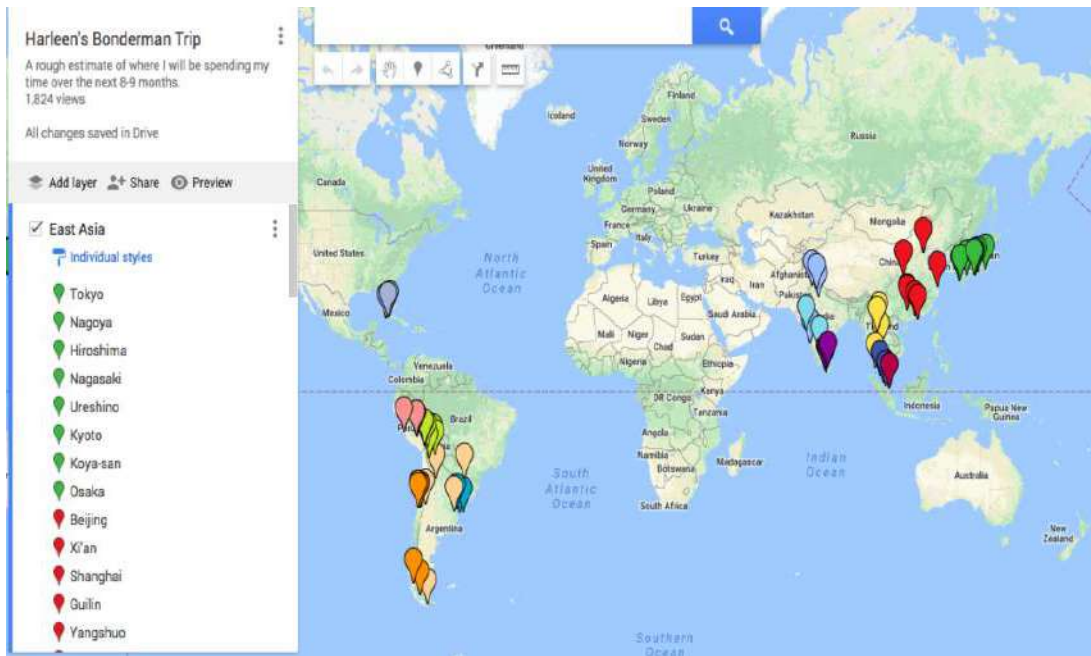 Harleen's Bonderman Trip
A rough estimate of where I will be spending my
time over the next 8-9 months.
1,824 views
All changes saved in Drive
Add layer
Share
Preview
East Asia
Individual styles
Tokyo
Nagoya
Hiroshima
Nagasaki
Ureshino
Kyoto
Koya-san
Osaka
Beijing
Xi'an
Shanghai
Guilin
Yangshuo
Greenland
Iceland
Finland
Sweden
Norway
Russia
Canada
United
Kingdom
Poland
Germany
Ukraine
Kazakhstan
Mongolia
France
Italy
Spain
Turkey
China
United States
North
Atlantic
Ocean
Iraq
Iran
Afghanistan
Pakistan
Algeria
Libya
Egypt
Saudi Arabia
Mexico
Mali
Niger
Sudan
Chad
Nigeria
Ethiopia
Venezuela
Colombia
DR Congo
Kenya
Tanzania
Indonesia
Papua New
Guinea
Brazil
Angola
Namibia
Botswana
Madagascar
Indian
Ocean
South
Atlantic
Ocean
South Africa
Australia
Argentina
New
Zealand
Southern
Ocean